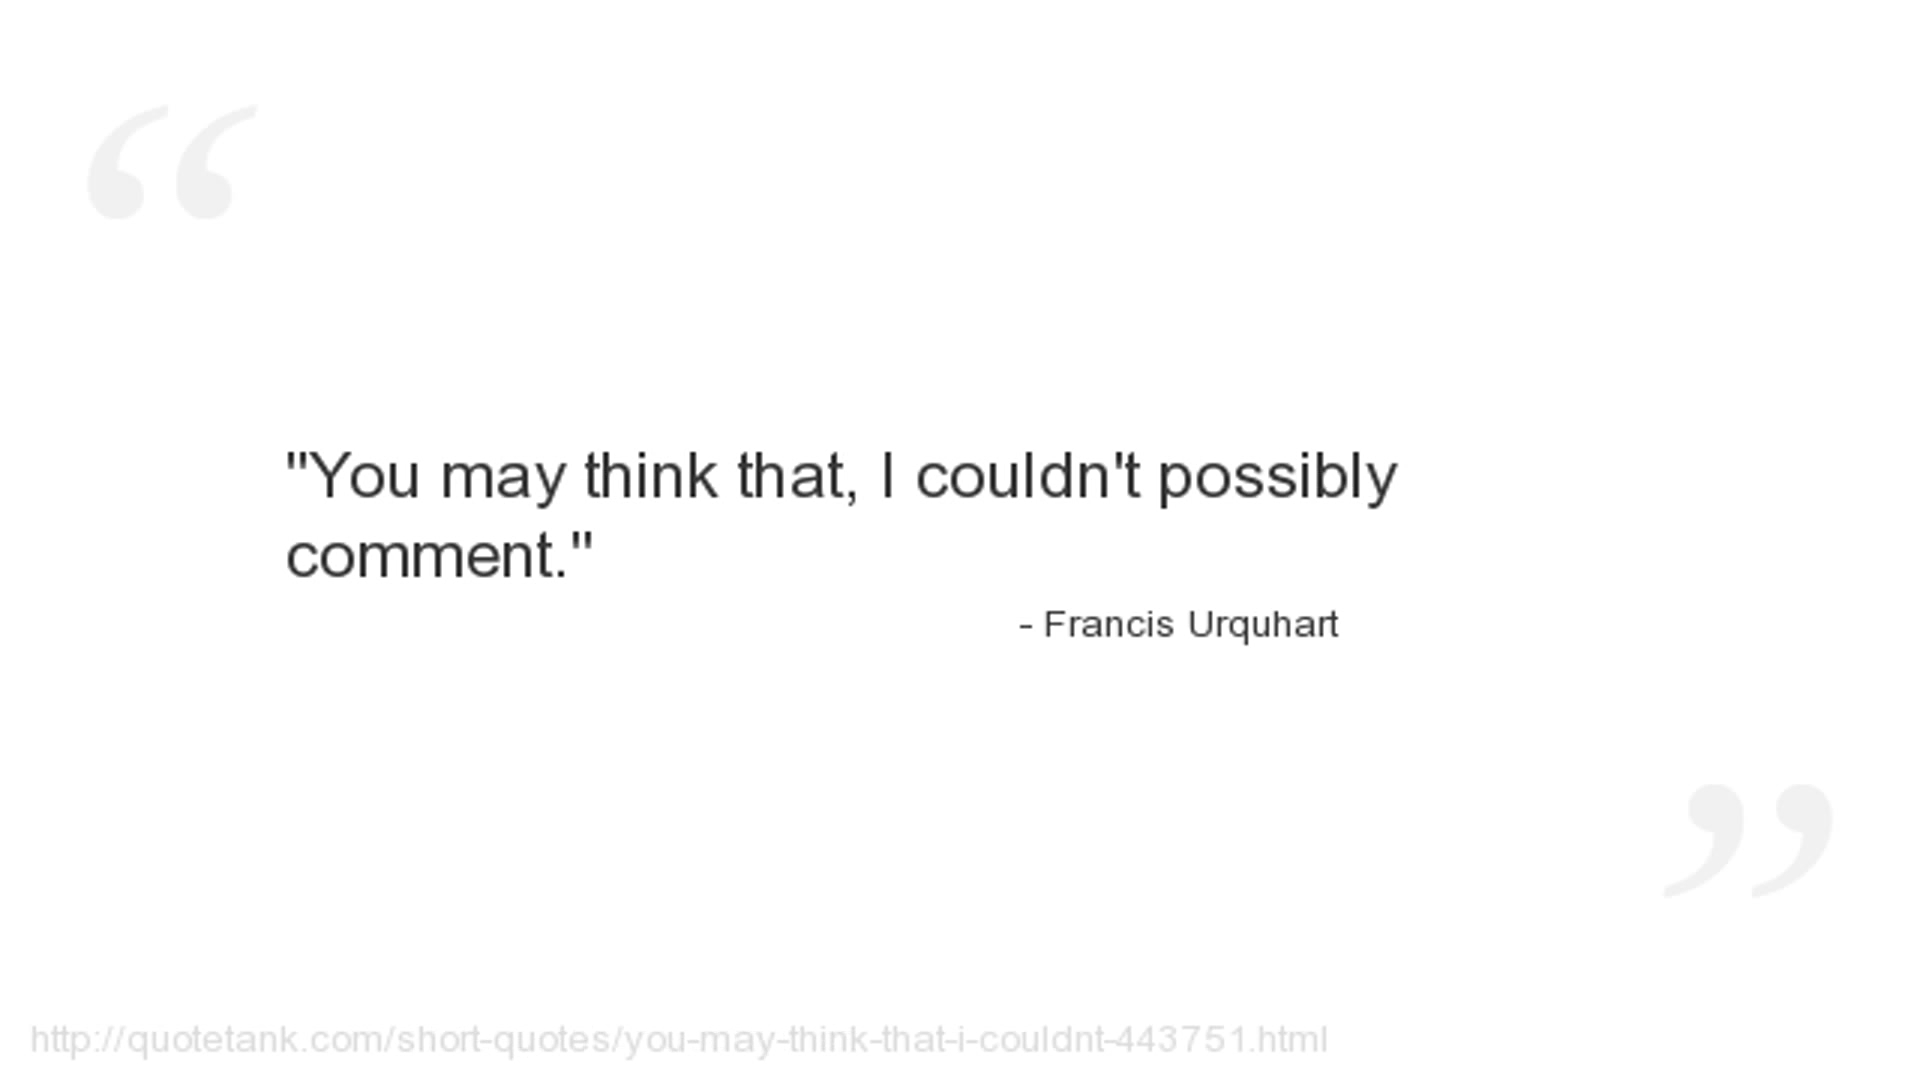 "You may think that, I couldn't possibly
comment."
- Francis Urquhart
http://quotetank.com/short-quotes/you-may-think-that-i-couldnt-443751.html